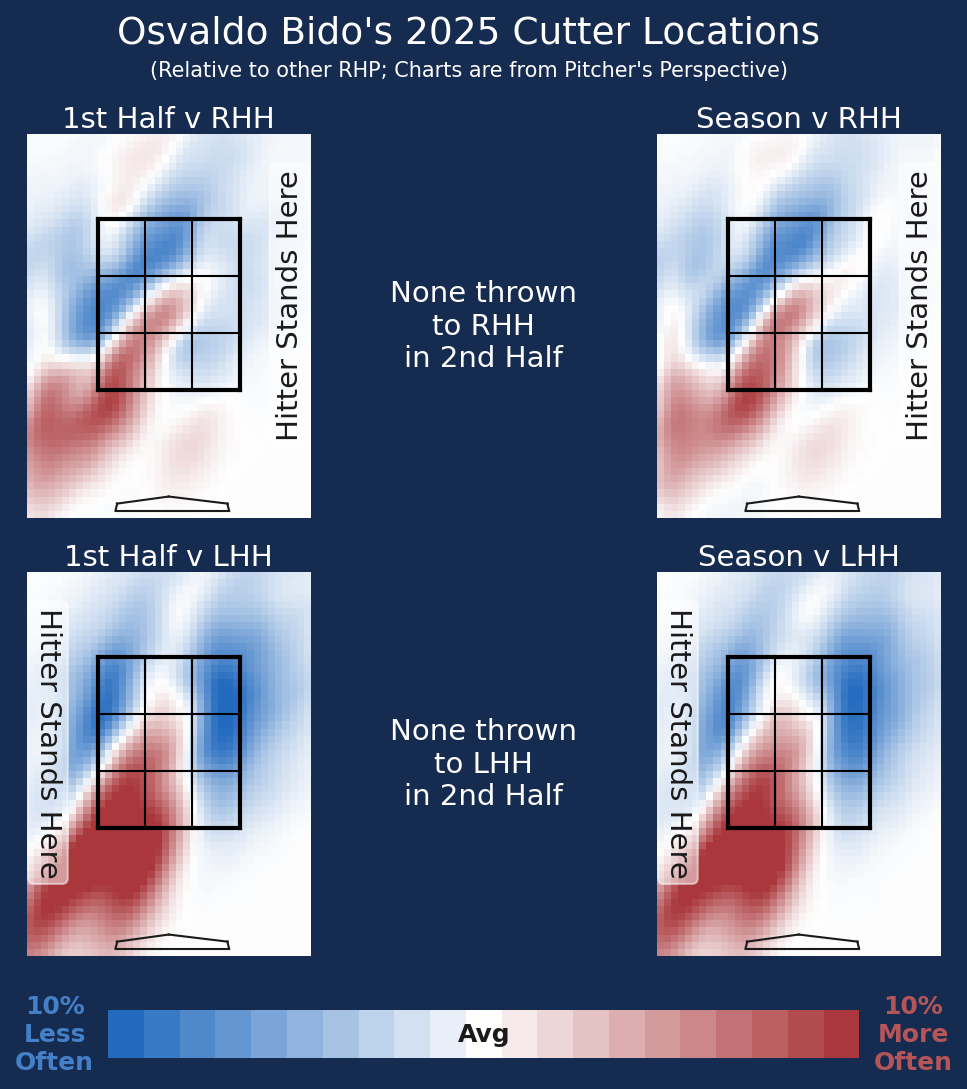 Osvaldo Bido's 2025 Cutter Locations
(Relative to other RHP; Charts are from Pitcher's Perspective)
1st Half v RHH
Hitter Stands Here
None thrown
to RHH
in 2nd Half
Season v RHH
Hitter Stands Here
1st Half v LHH
Hitter Stands Here
None thrown
to LHH
in 2nd Half
Season v LHH
Hitter Stands Here
10%
Less
Often
Avg
10%
More
Often